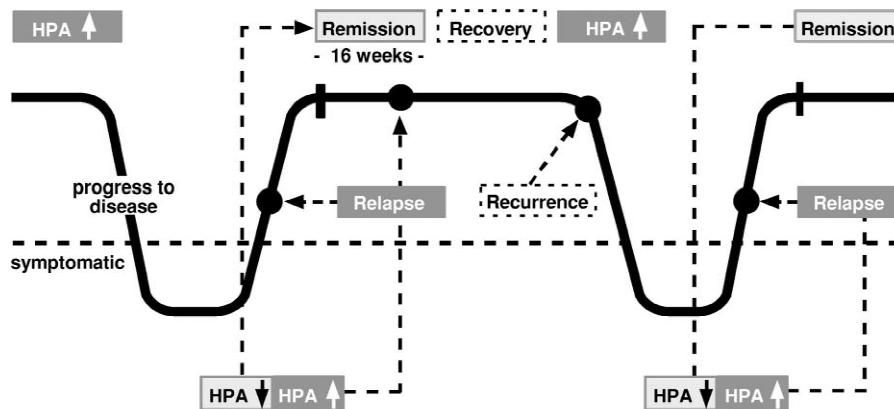 HPA
Remission
Recovery
HPA
Remission
- 16 weeks -
progress to
disease
Relapse
Recurrence
Relapse
symptomatic
HPA
HPA
HPA
HPA